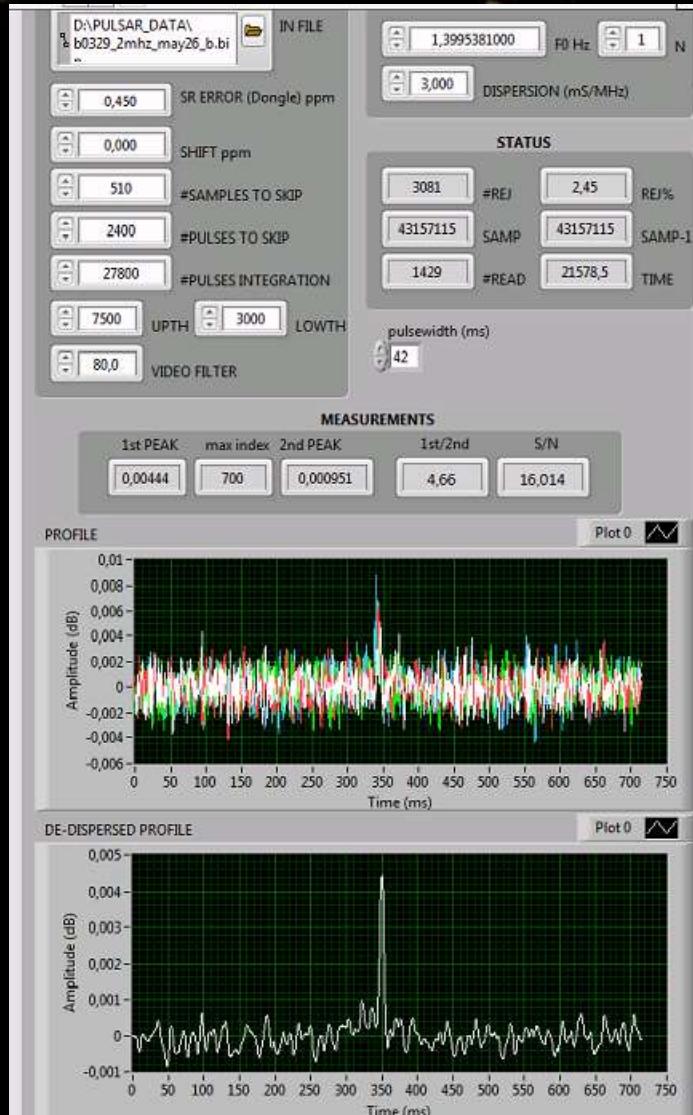 D:\PULSAR_DATA\
b0329_2mhz_may26_b.bi
IN FILE
0,450 SR ERROR (Dongle) ppm
0,000 SHIFT ppm
510 #SAMPLES TO SKIP
2400 #PULSES TO SKIP
27800 #PULSES INTEGRATION
7500 UPTH 3000 LOWTH
80,0 VIDEO FILTER
1,3995381000 F0 Hz 1 N
3,000 DISPERSION (mS/MHz)
STATUS
3081 #REJ 2,45 REJ%
43157115 SAMP 43157115 SAMP-1
1429 #READ 21578,5 TIME
pulsewidth (ms)
42
MEASUREMENTS
1st PEAK max index 2nd PEAK 1st/2nd S/N
0,00444 700 0,000951 4,66 16,014
PROFILE Plot 0
Amplitude (dB)
0,01
0,008
0,006
0,004
0,002
0
-0,002
-0,004
-0,006
0 50 100 150 200 250 300 350 400 450 500 550 600 650 700 750
Time (ms)
DE-DISPERSED PROFILE Plot 0
Amplitude (dB)
0,005
0,004
0,003
0,002
0,001
0
-0,001
0 50 100 150 200 250 300 350 400 450 500 550 600 650 700 750
Time (ms)